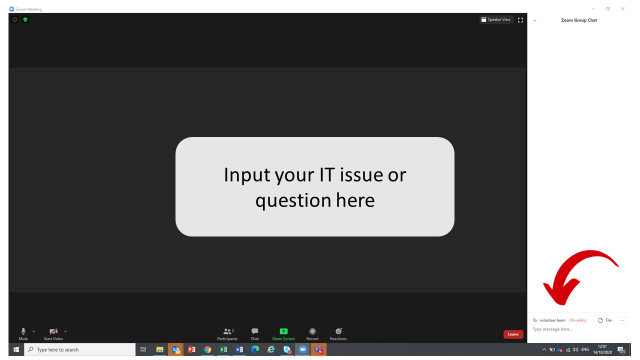 Zoom Meeting
Speaker View
Zoom Group Chat
Input your IT issue or
question here
To: volunteer team (Privately)
File
Type message here...
Mute
Start Video
Participants
2
Chat
Share Screen
Record
Reactions
Leave
Type here to search
ENG
12:07
14/10/2020